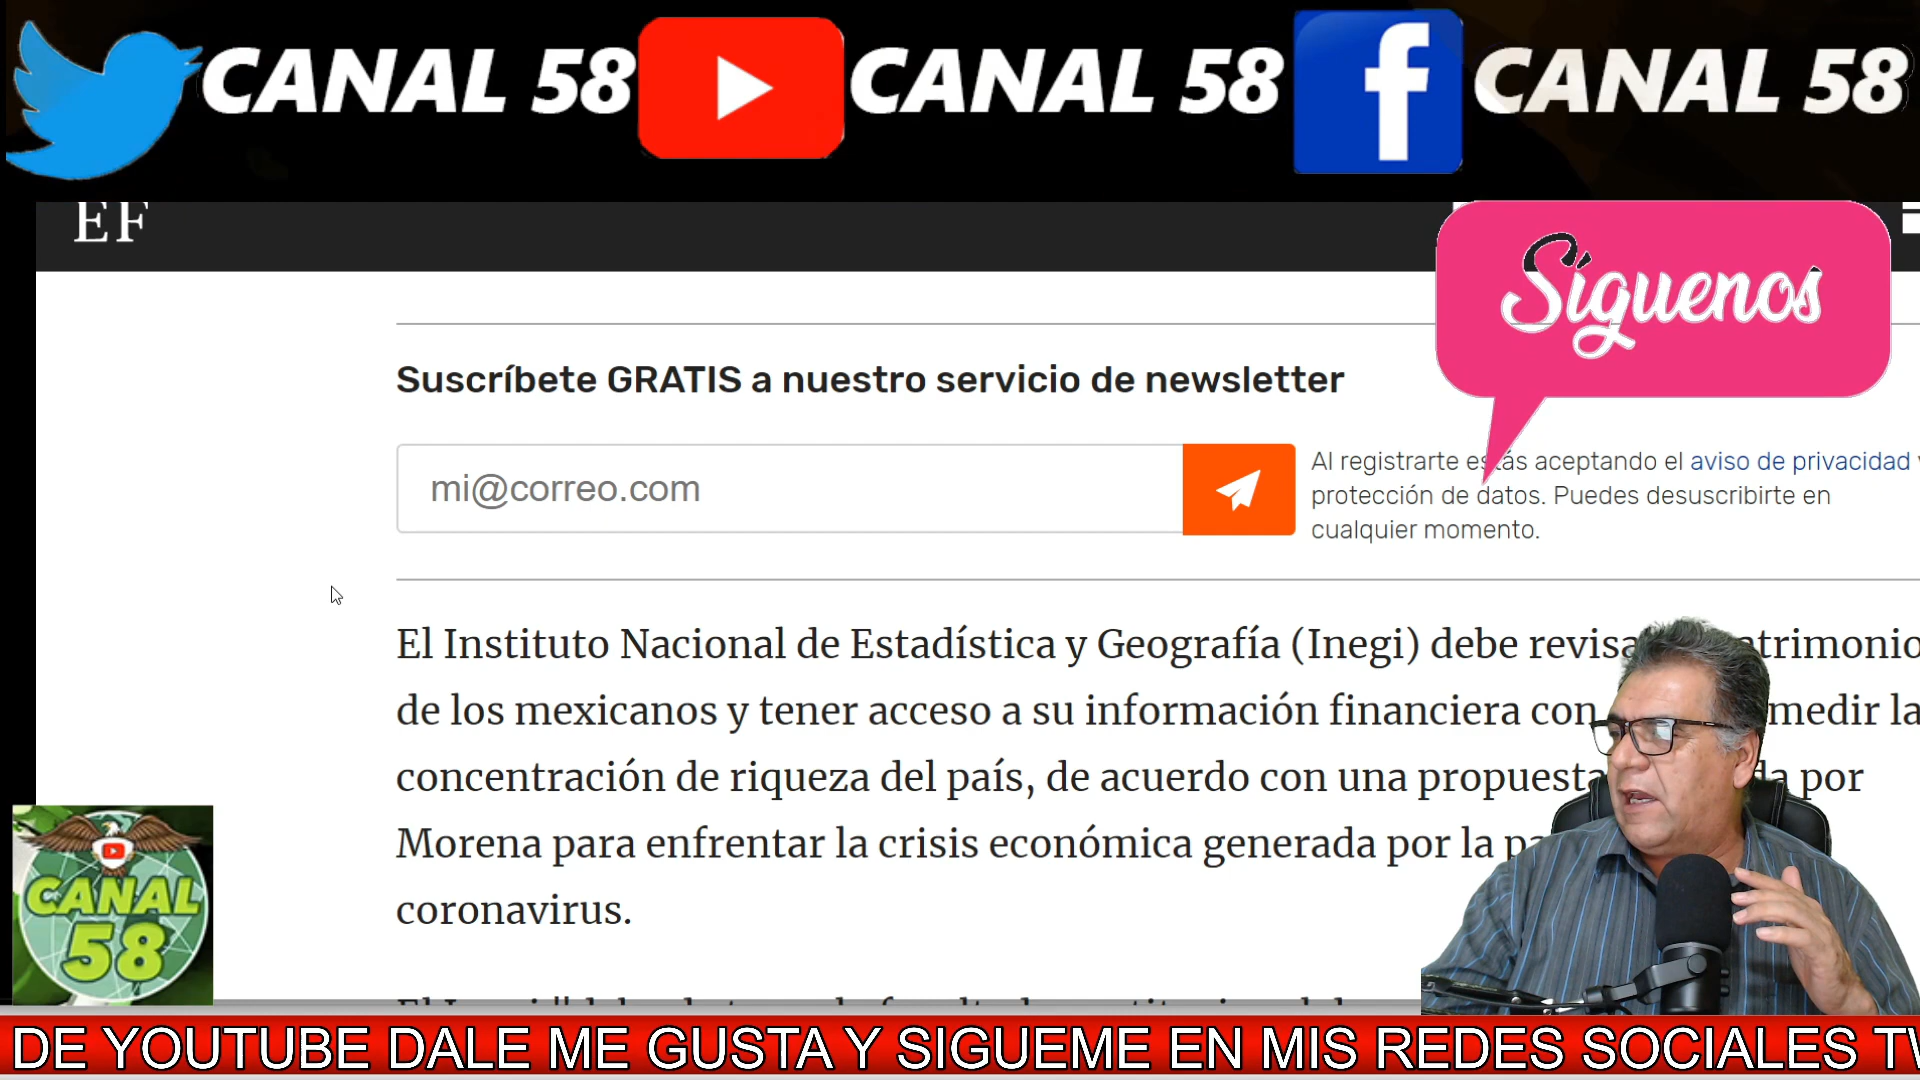 CANAL 58 CANAL 58 f CANAL 58
EF
Síguenos
Suscríbete GRATIS a nuestro servicio de newsletter
mi@correo.com
Al registrarte estás aceptando el aviso de privacidad
protección de datos. Puedes desuscribirte en
cualquier momento.
El Instituto Nacional de Estadística y Geografía (Inegi) debe
de los mexicanos y tener acceso a su información financiera con medir la
concentración de riqueza del país, de acuerdo con una propuesta por
Morena para enfrentar la crisis económica generada por la
coronavirus.
CANAL
58
DE YOUTUBE DALE ME GUSTA Y SIGUEME EN MIS REDES SOCIALES